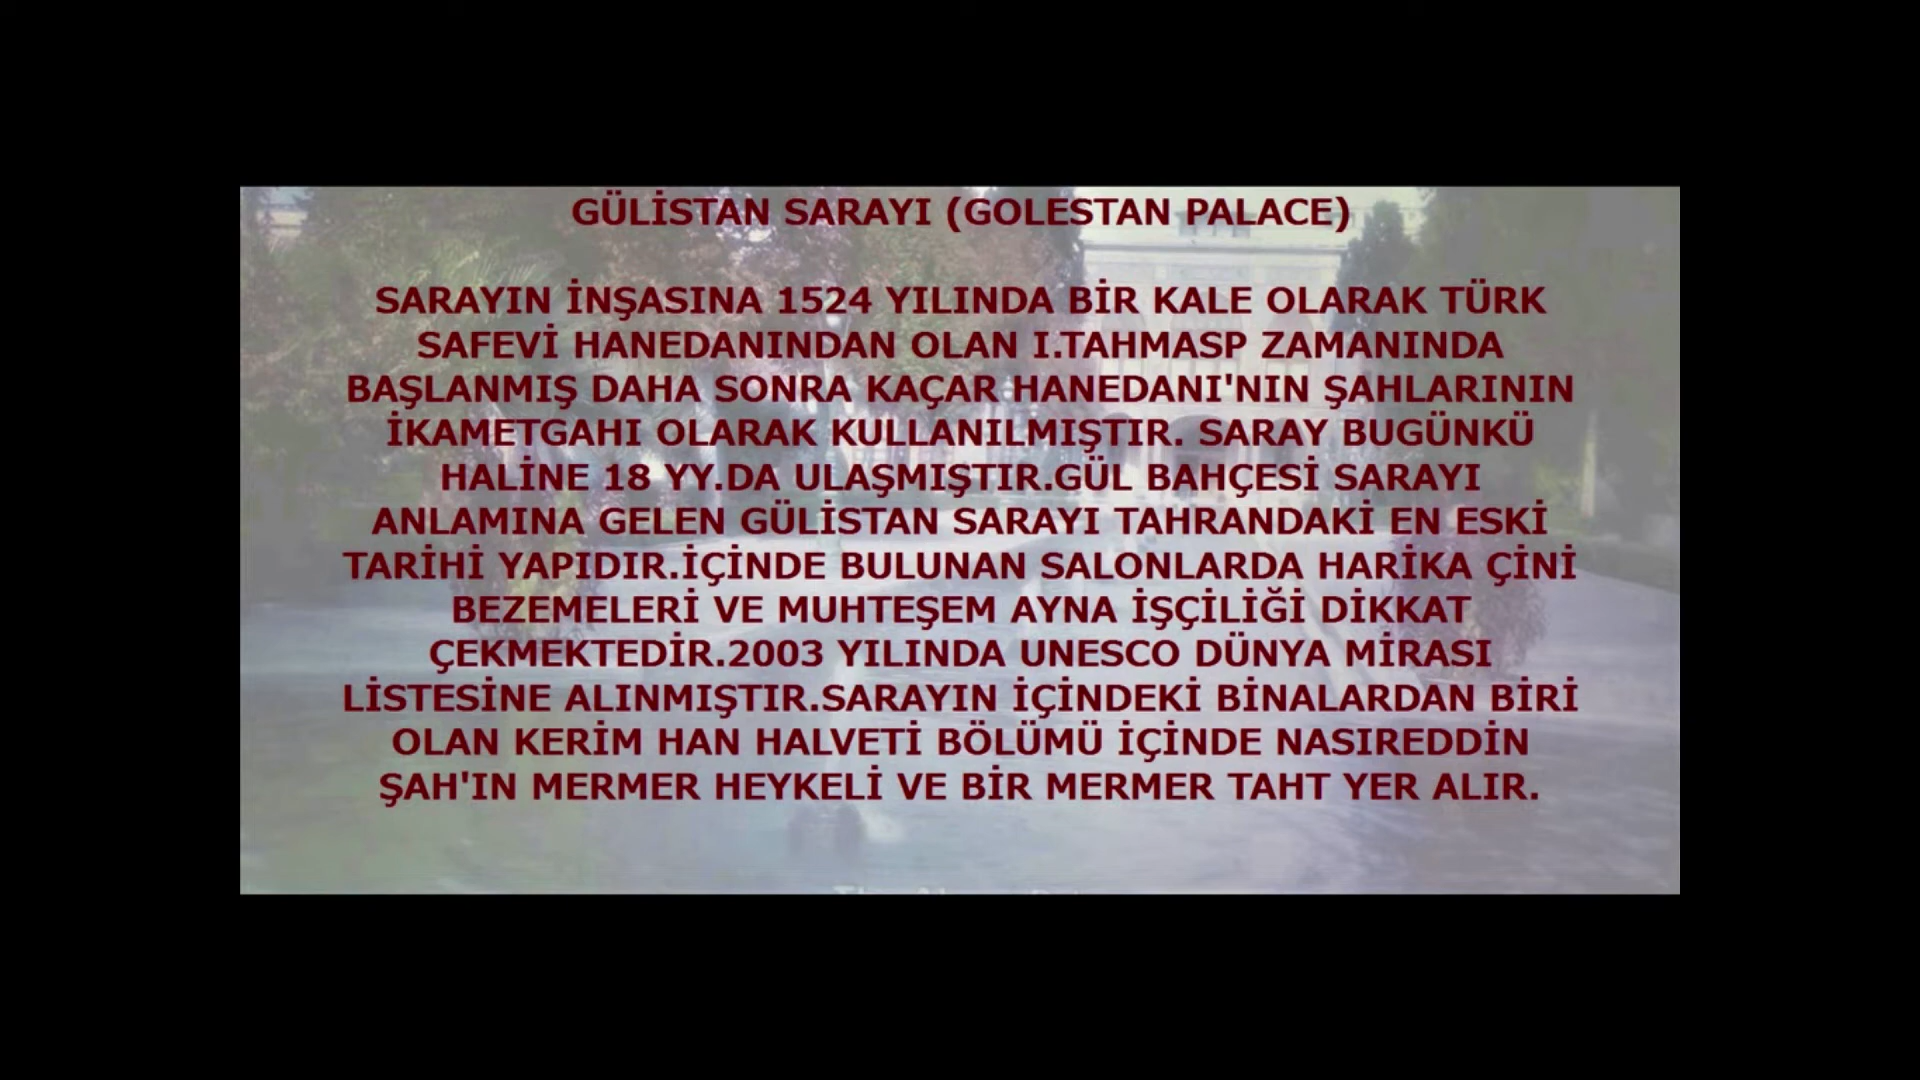 GÜLİSTAN SARAYI (GOLESTAN PALACE)
SARAYIN İNŞASINA 1524 YILINDA BİR KALE OLARAK TÜRK
SAFEVİ HANEDANINDAN OLAN I.TAHMASP ZAMANINDA
BAŞLANMIŞ DAHA SONRA KAÇAR HANEDANI'NIN ŞAHLARININ
İKAMETGAHI OLARAK KULLANILMIŞTIR. SARAY BUGÜNKÜ
HALİNE 18 YY.DA ULAŞMIŞTIR.GÜL BAHÇESİ SARAYI
ANLAMINA GELEN GÜLİSTAN SARAYI TAHRANDAKİ EN ESKİ
TARİHİ YAPIDIR.İÇİNDE BULUNAN SALONLARDA HARİKA ÇİNİ
BEZEMELERİ VE MUHTEŞEM AYNA İŞÇİLİĞİ DİKKAT
ÇEKMEKTEDİR.2003 YILINDA UNESCO DÜNYA MİRASI
LİSTESİNE ALINMIŞTIR.SARAYIN İÇİNDEKİ BİNALARDAN BİRİ
OLAN KERİM HAN HALVETİ BÖLÜMÜ İÇİNDE NASIREDDİN
ŞAH'IN MERMER HEYKELİ VE BİR MERMER TAHT YER ALIR.